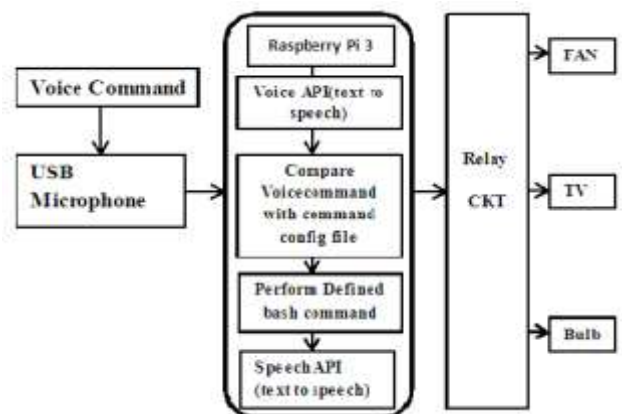 Voice Command
USB
Microphone
Raspberry Pi 3
Voice API(text to
speech)
Compare
Voicecommand
with command
config file
Perform Defined
bash command
Speech API
(text to speech)
Relay
CKT
FAN
TV
Bulb